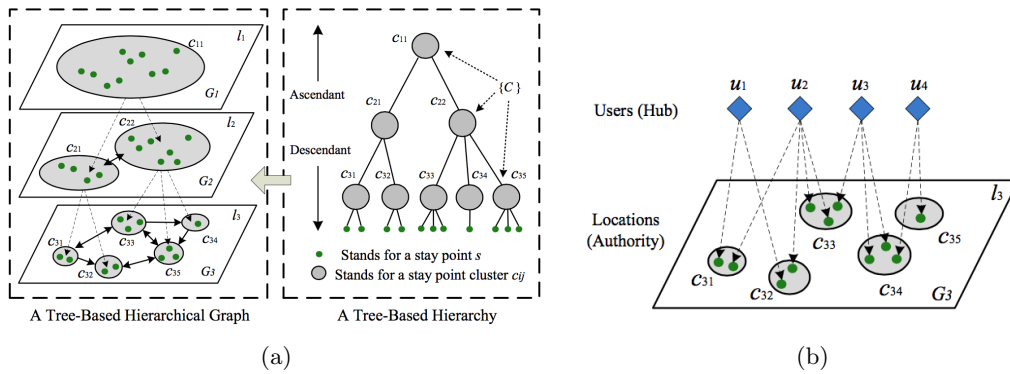 c11
l1
G1
c22
l2
c21
G2
l3
c31
c33
c34
c32
c35
G3
A Tree-Based Hierarchical Graph
c11
Ascendant
{C}
c21
c22
Descendant
c31
c32
c33
c34
c35
Stands for a stay point s
Stands for a stay point cluster cij
A Tree-Based Hierarchy
(a)
u1
u2
u3
u4
Users (Hub)
l3
Locations
(Authority)
c33
c35
c31
c32
c34
G3
(b)